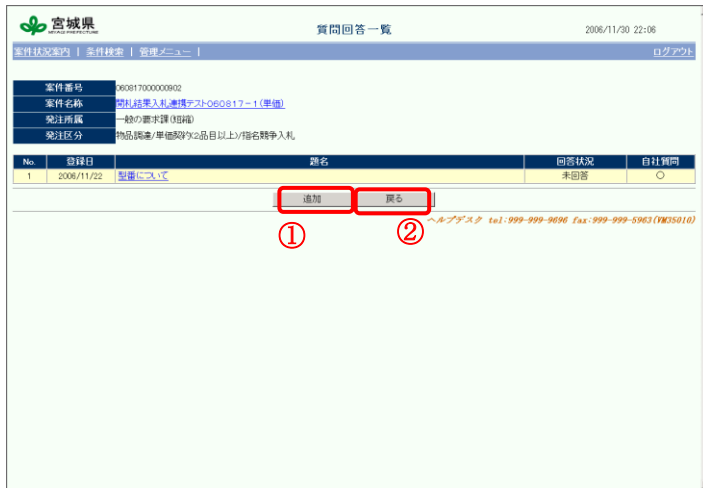 宮城県
MIYAGI PREFECTURE
質問回答一覧
2006/11/30 22:06
案件状況案内 | 条件検索 | 管理メニュー |
ログアウト
案件番号 060817000000902
案件名称 開札結果入札連携テスト060817-1(単価)
発注所属 一般の要求課(短縮)
発注区分 物品調達/単価契約(2品目以上)/指名競争入札
No. 登録日 題名 回答状況 自社質問
1 2006/11/22 型番について 未回答 ○
追加 戻る
① ②
ヘルプデスク tel:999-999-9696 fax:999-999-5963(VM35010)